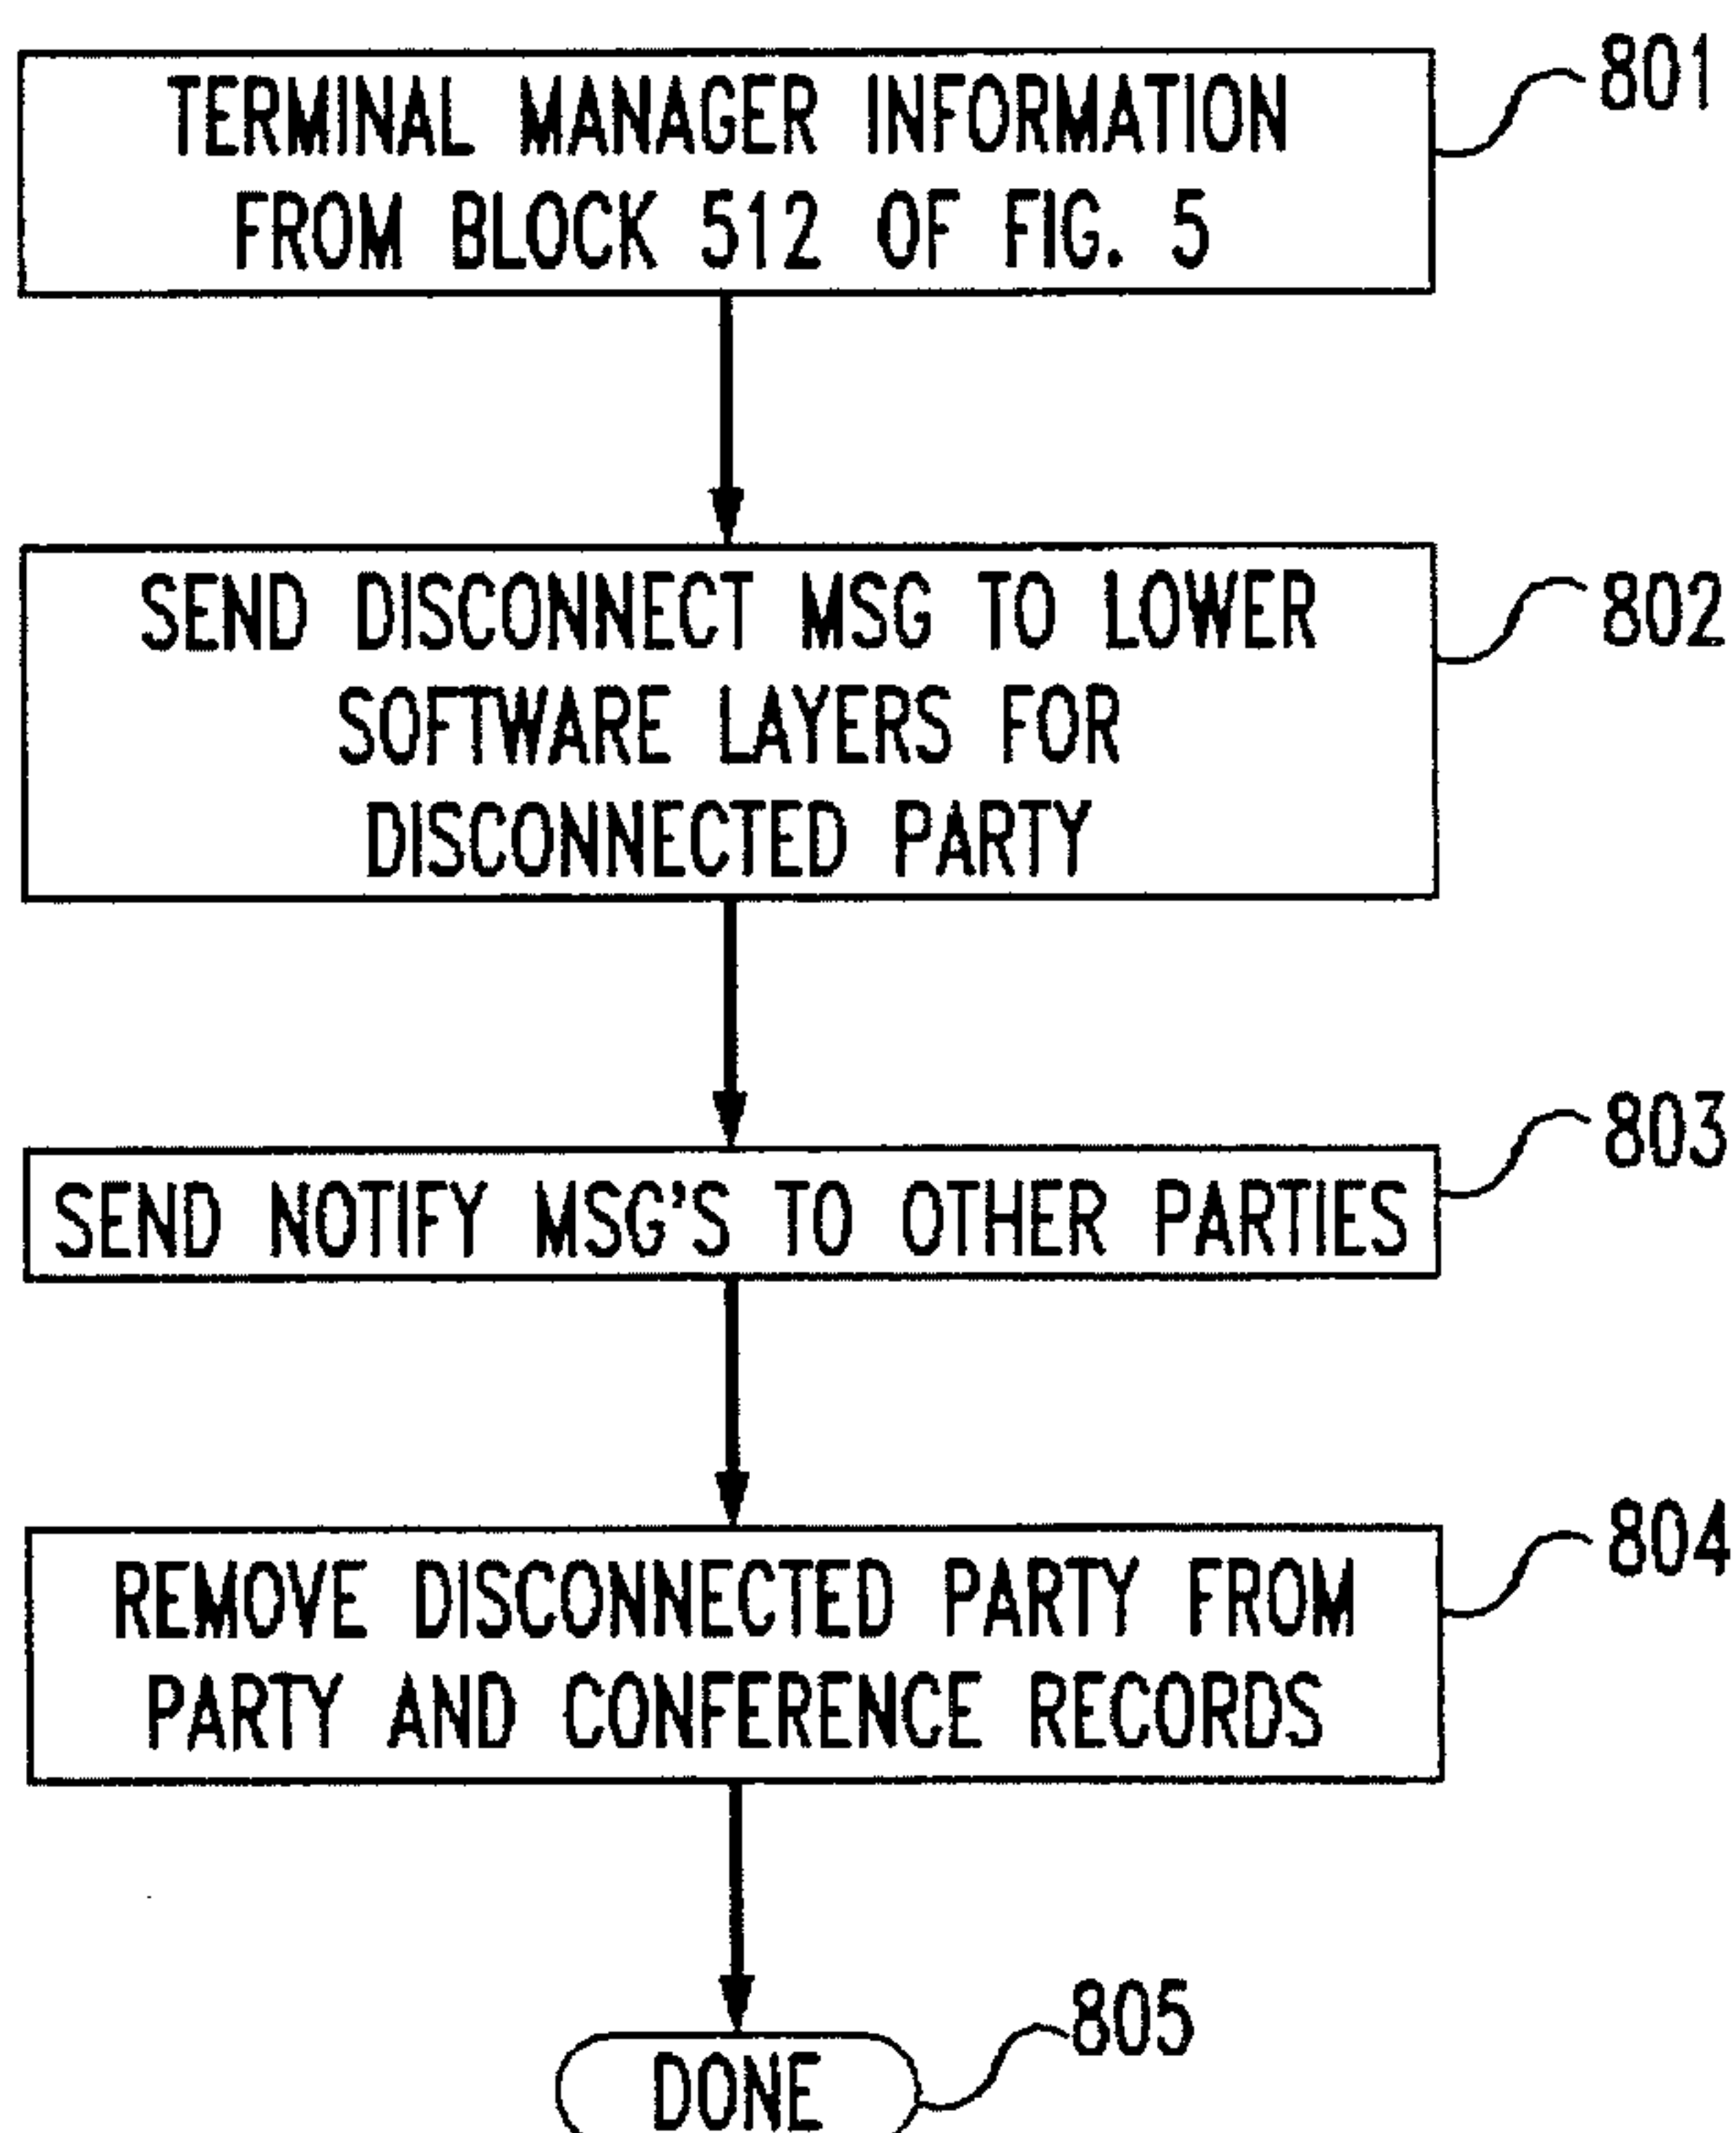 801
TERMINAL MANAGER INFORMATION
FROM BLOCK 512 OF FIG. 5
802
SEND DISCONNECT MSG TO LOWER
SOFTWARE LAYERS FOR
DISCONNECTED PARTY
803
SEND NOTIFY MSG'S TO OTHER PARTIES
804
REMOVE DISCONNECTED PARTY FROM
PARTY AND CONFERENCE RECORDS
805
DONE